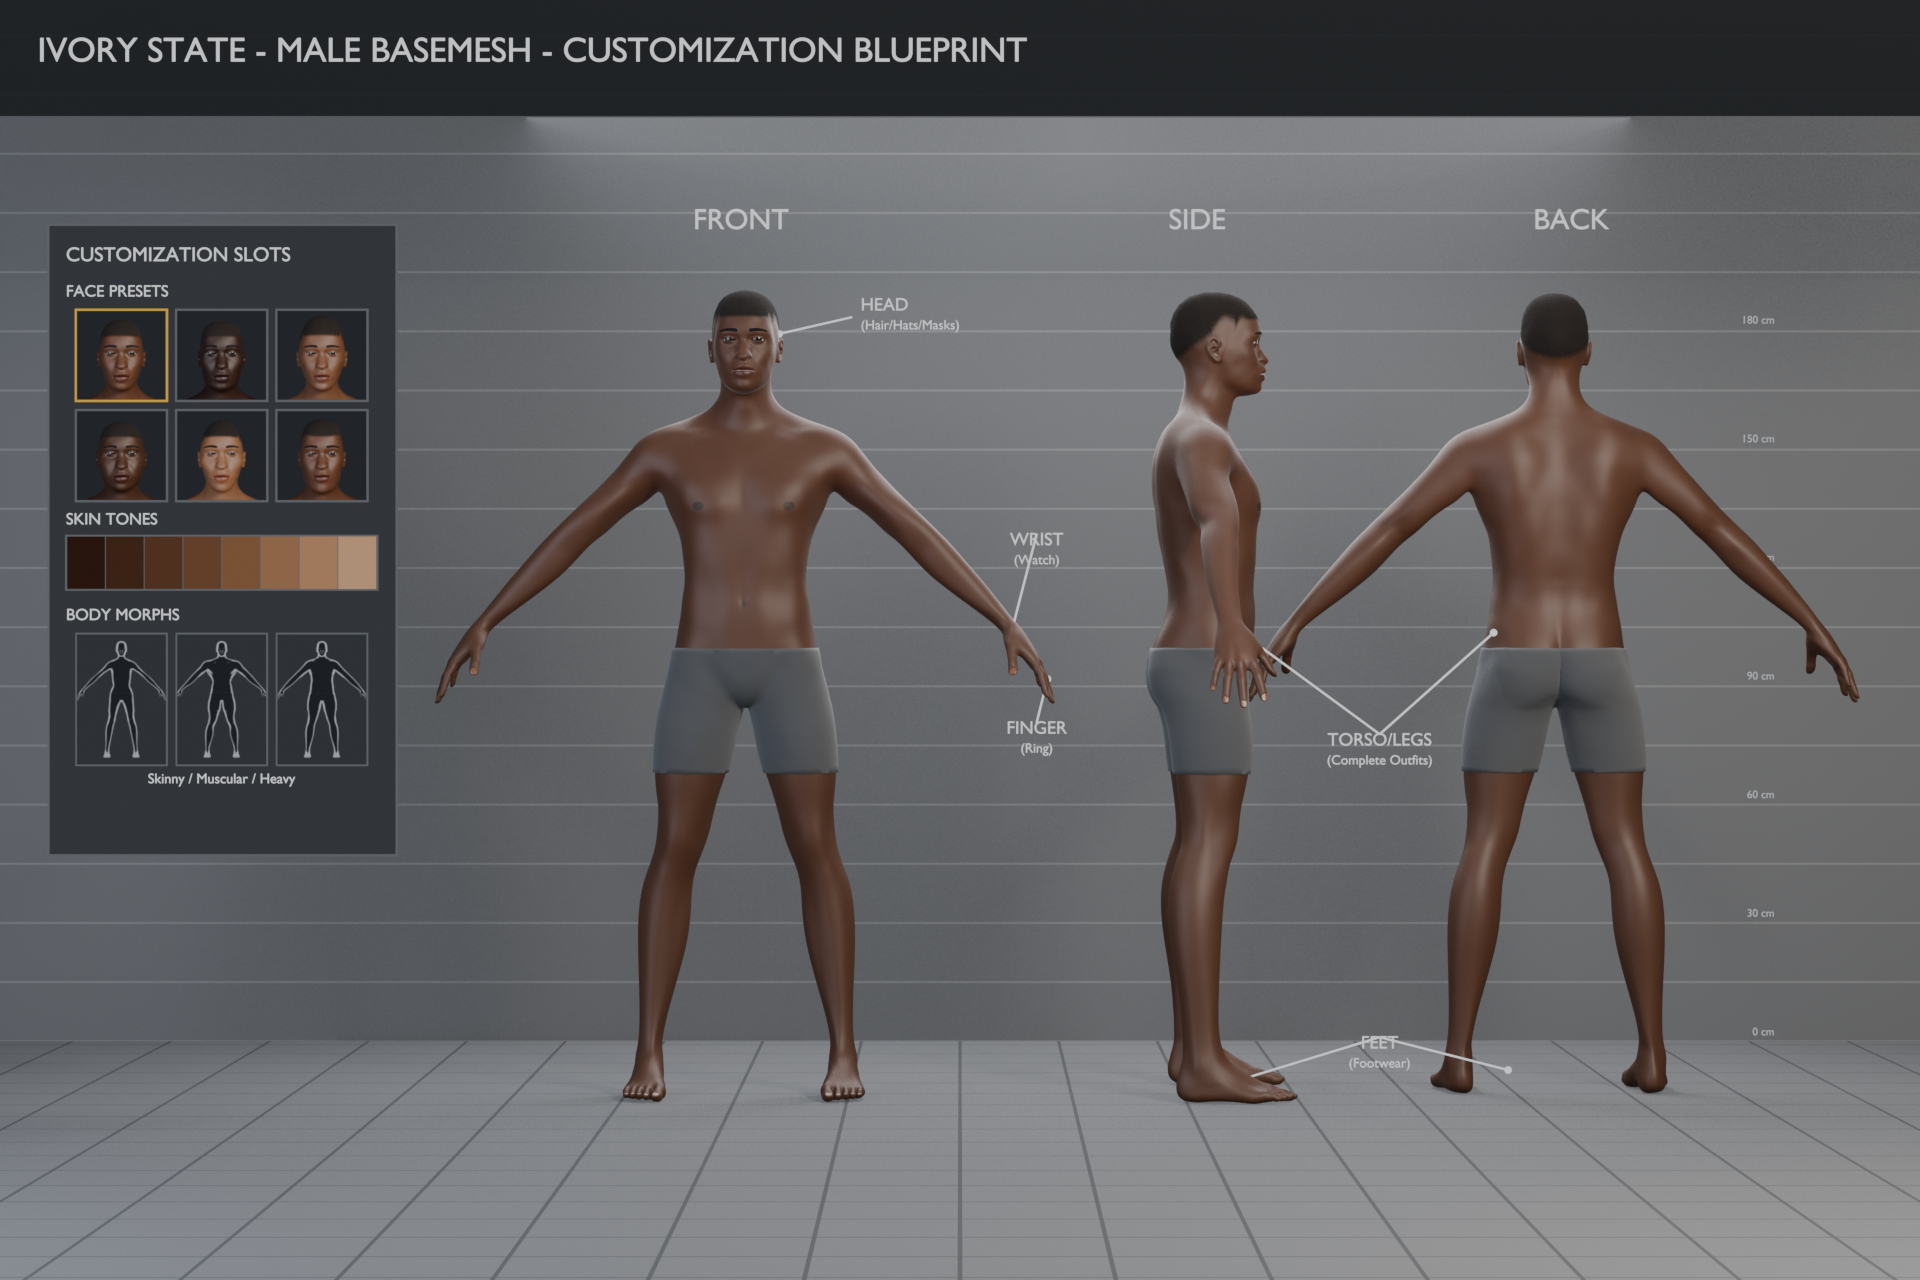 IVORY STATE - MALE BASEMESH - CUSTOMIZATION BLUEPRINT
FRONT
SIDE
BACK
CUSTOMIZATION SLOTS
FACE PRESETS
SKIN TONES
BODY MORPHS
Skinny / Muscular / Heavy
HEAD
(Hair/Hats/Masks)
WRIST
(Watch)
FINGER
(Ring)
TORSO/LEGS
(Complete Outfits)
FEET
(Footwear)
180 cm
150 cm
90 cm
60 cm
30 cm
0 cm